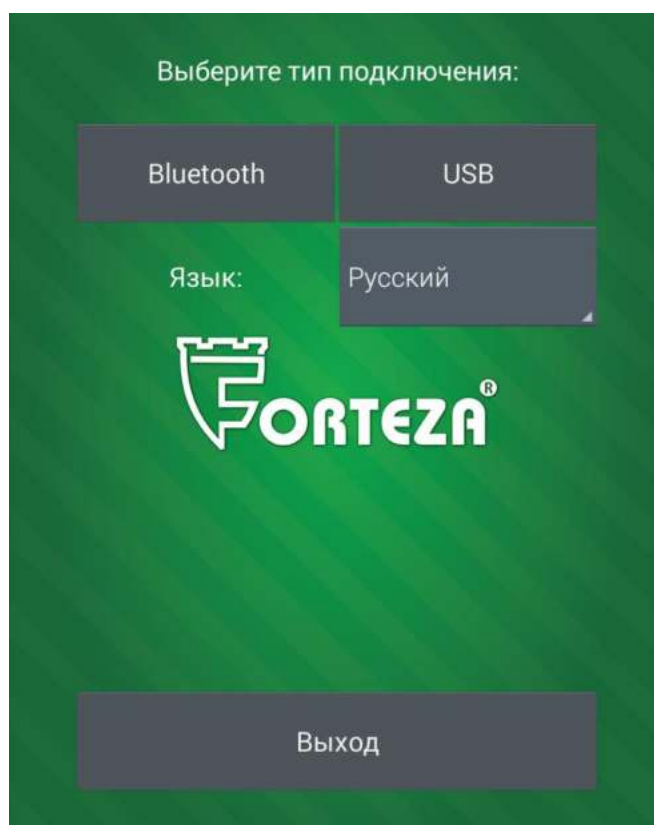 Выберите тип подключения:
Bluetooth USB
Язык: Русский
FORTEZA®
Выход